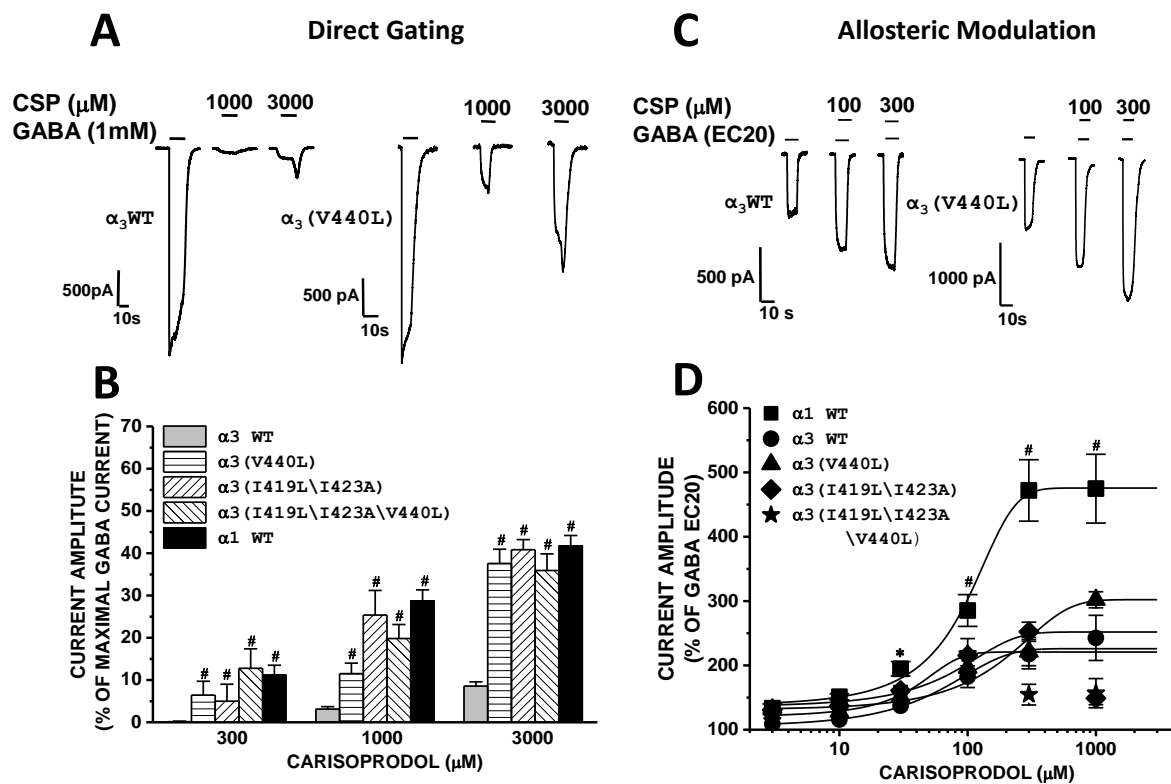 A
Direct Gating
CSP (µM) 1000 3000 1000 3000
GABA (1mM)
α3WT
α3(V440L)
500pA
10s
500 pA
10s
C
Allosteric Modulation
CSP (µM) 100 300 100 300
GABA (EC20)
α3WT
α3(V440L)
500 pA
10 s
1000 pA
10 s
B
CURRENT AMPLITUDE
(% OF MAXIMAL GABA CURRENT)
70
60
50
40
30
20
10
0
α3 WT
α3(V440L)
α3(I419L\I423A)
α3(I419L\I423A\V440L)
α1 WT
# # # #
# # # #
# # # #
300 1000 3000
CARISOPRODOL (µM)
D
CURRENT AMPLITUDE
(% OF GABA EC20)
600
500
400
300
200
100
α1 WT
α3 WT
α3(V440L)
α3(I419L\I423A)
α3(I419L\I423A
\V440L)
* # # #
10 100 1000
CARISOPRODOL (µM)